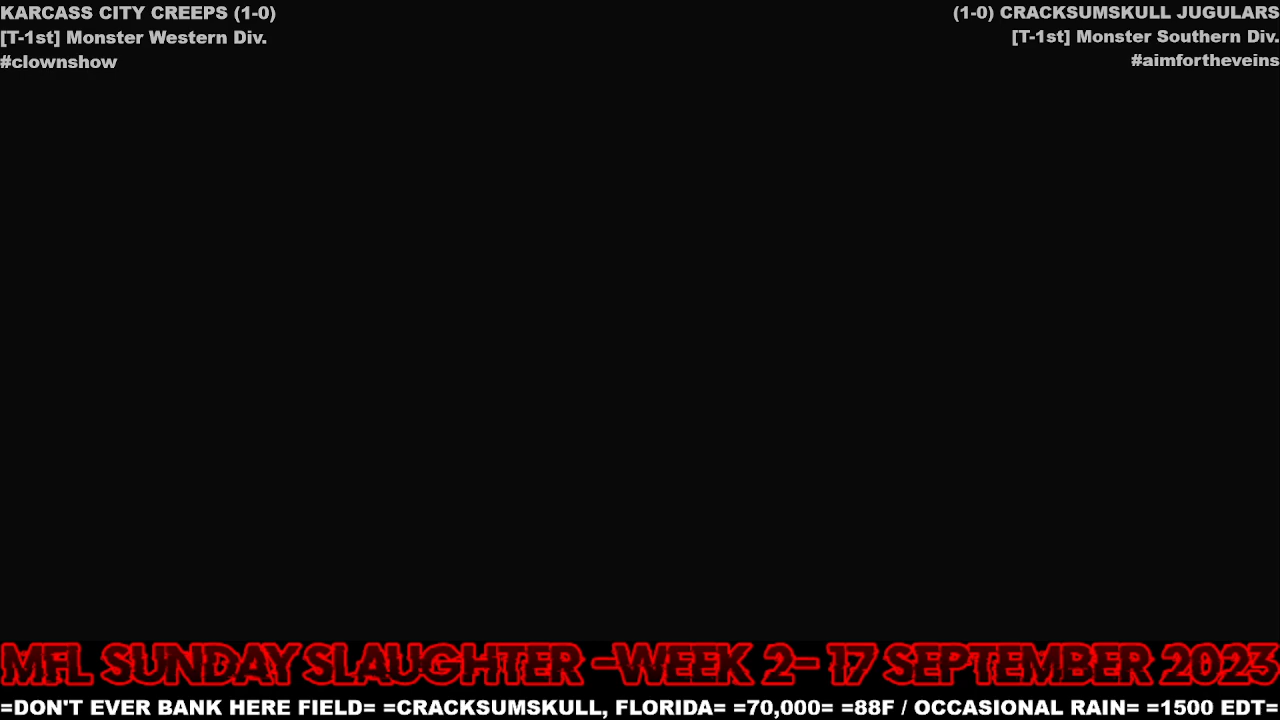 KARCASS CITY CREEPS (1-0)
[T-1st] Monster Western Div.
#clownshow
(1-0) CRACKSUMSKULL JUGULARS
[T-1st] Monster Southern Div.
#aimfortheveins
MFL SUNDAY SLAUGHTER -WEEK 2- 17 SEPTEMBER 2023
=DON'T EVER BANK HERE FIELD= =CRACKSUMSKULL, FLORIDA= =70,000= =88F / OCCASIONAL RAIN= =1500 EDT=